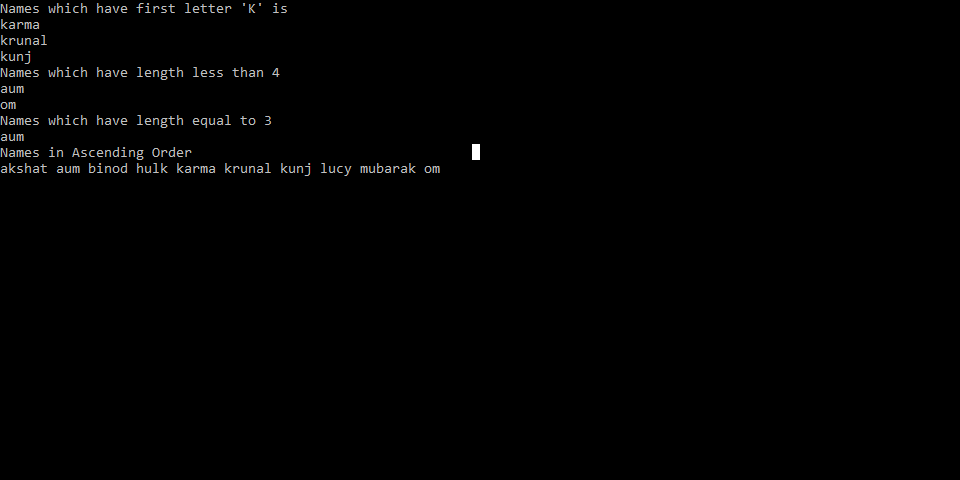 Names which have first letter 'K' is
karma
krunal
kunj
Names which have length less than 4
aum
om
Names which have length equal to 3
aum
Names in Ascending Order
akshat aum binod hulk karma krunal kunj lucy mubarak om